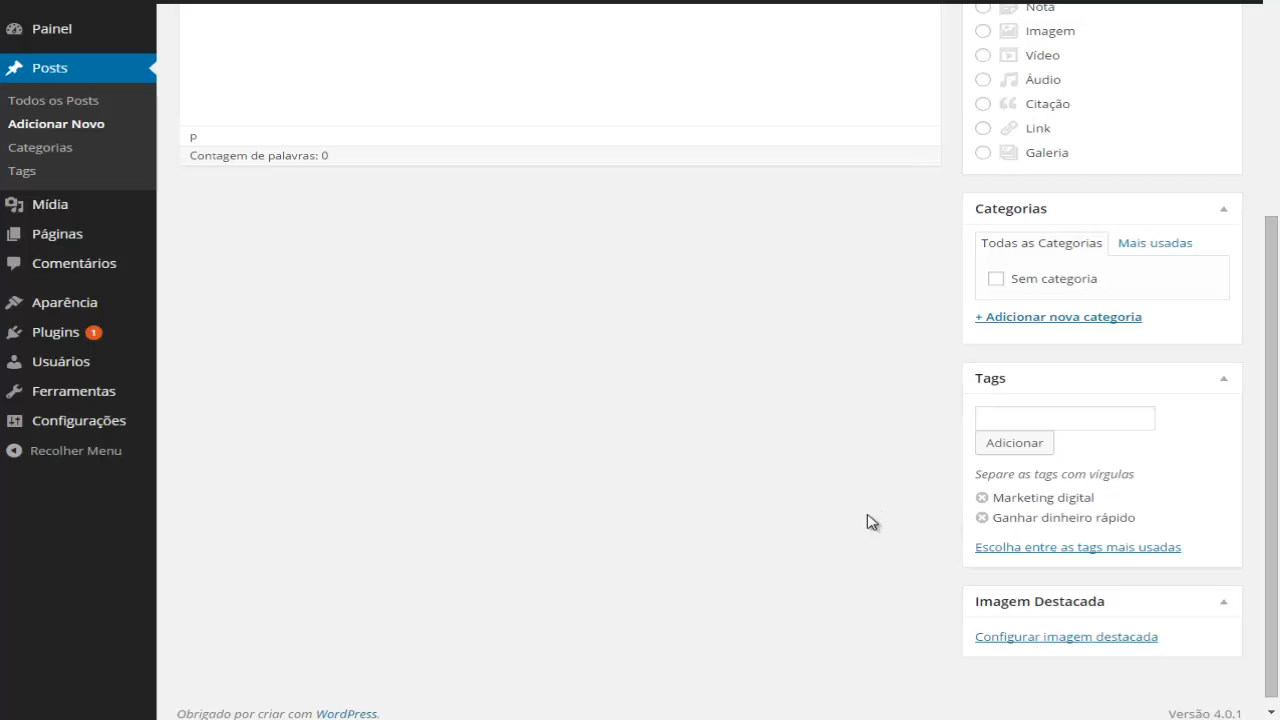 Painel
Posts
Todos os Posts
Adicionar Novo
Categorias
Tags
Mídia
Páginas
Comentários
Aparência
Plugins 1
Usuários
Ferramentas
Configurações
Recolher Menu
p
Contagem de palavras: 0
Nota
Imagem
Vídeo
Áudio
Citação
Link
Galeria
Categorias
Todas as Categorias Mais usadas
Sem categoria
+ Adicionar nova categoria
Tags
Adicionar
Separe as tags com vírgulas
Marketing digital
Ganhar dinheiro rápido
Escolha entre as tags mais usadas
Imagem Destacada
Configurar imagem destacada
Obrigado por criar com WordPress.
Versão 4.0.1